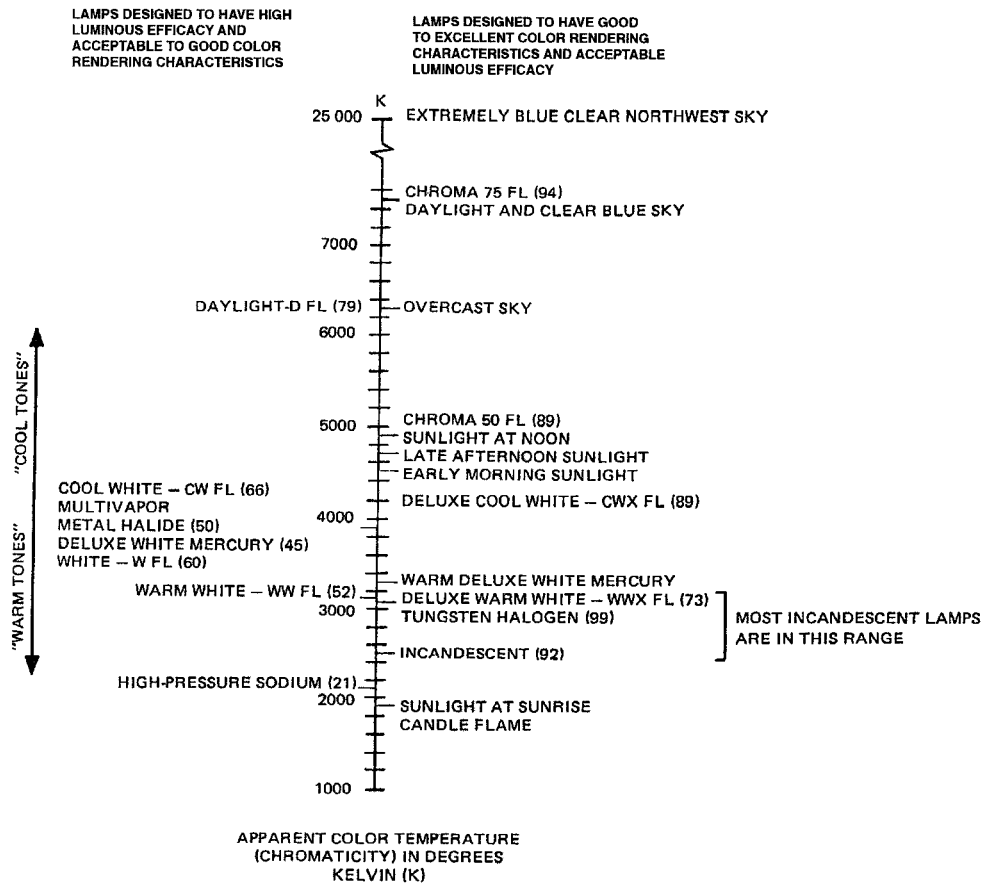 LAMPS DESIGNED TO HAVE HIGH
LUMINOUS EFFICACY AND
ACCEPTABLE TO GOOD COLOR
RENDERING CHARACTERISTICS
LAMPS DESIGNED TO HAVE GOOD
TO EXCELLENT COLOR RENDERING
CHARACTERISTICS AND ACCEPTABLE
LUMINOUS EFFICACY
K
25 000
EXTREMELY BLUE CLEAR NORTHWEST SKY
CHROMA 75 FL (94)
DAYLIGHT AND CLEAR BLUE SKY
7000
DAYLIGHT-D FL (79)
OVERCAST SKY
6000
"COOL TONES"
5000
CHROMA 50 FL (89)
SUNLIGHT AT NOON
LATE AFTERNOON SUNLIGHT
EARLY MORNING SUNLIGHT
COOL WHITE – CW FL (66)
MULTIVAPOR
METAL HALIDE (50)
DELUXE WHITE MERCURY (45)
WHITE – W FL (60)
DELUXE COOL WHITE – CWX FL (89)
4000
"WARM TONES"
WARM DELUXE WHITE MERCURY
WARM WHITE – WW FL (52)
DELUXE WARM WHITE – WWX FL (73)
3000
TUNGSTEN HALOGEN (99)
MOST INCANDESCENT LAMPS
ARE IN THIS RANGE
INCANDESCENT (92)
HIGH-PRESSURE SODIUM (21)
2000
SUNLIGHT AT SUNRISE
CANDLE FLAME
1000
APPARENT COLOR TEMPERATURE
(CHROMATICITY) IN DEGREES
KELVIN (K)